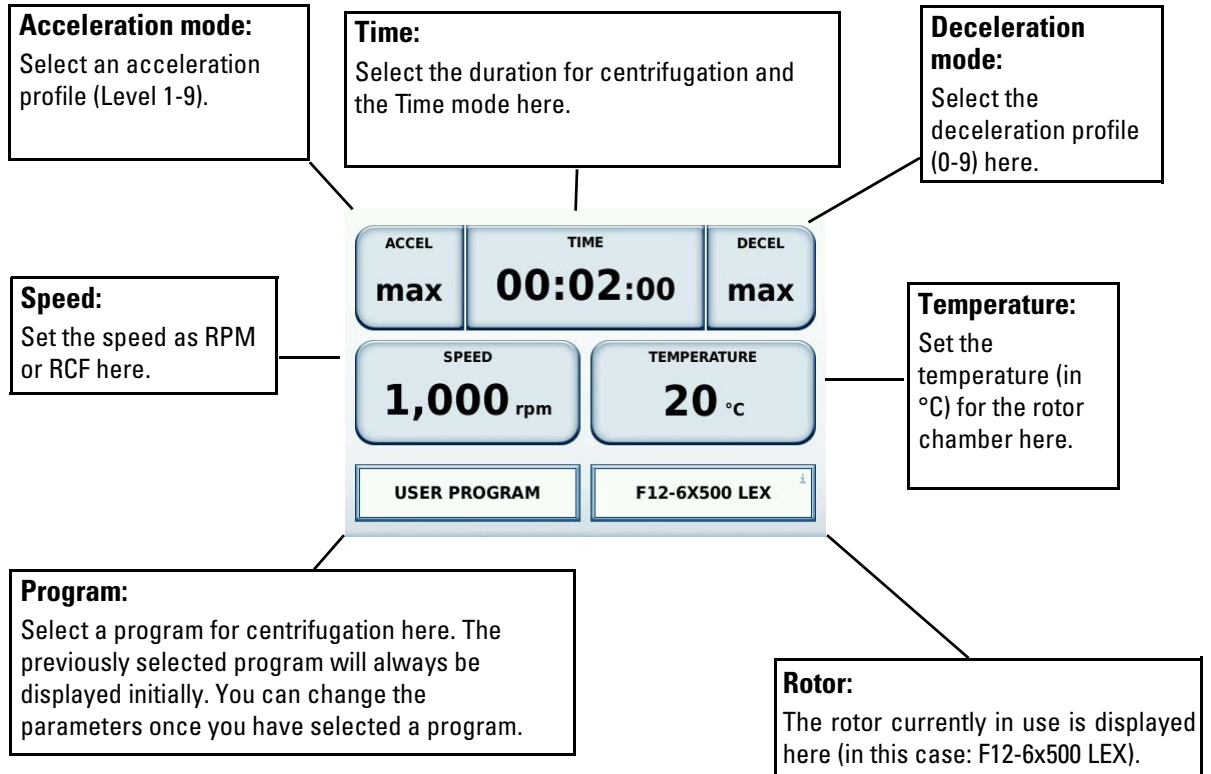 Acceleration mode:
Select an acceleration
profile (Level 1-9).
Time:
Select the duration for centrifugation and
the Time mode here.
Deceleration
mode:
Select the
deceleration profile
(0-9) here.
ACCEL
max
TIME
00:02:00
DECEL
max
Speed:
Set the speed as RPM
or RCF here.
SPEED
1,000 rpm
TEMPERATURE
20 °C
Temperature:
Set the
temperature (in
°C) for the rotor
chamber here.
USER PROGRAM
F12-6X500 LEX
i
Program:
Select a program for centrifugation here. The
previously selected program will always be
displayed initially. You can change the
parameters once you have selected a program.
Rotor:
The rotor currently in use is displayed
here (in this case: F12-6x500 LEX).